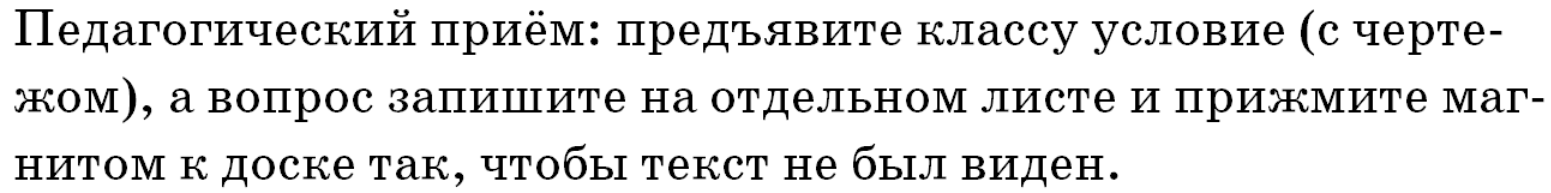 Педагогический приём: предъявите классу условие (с черте-
жом), а вопрос запишите на отдельном листе и прижмите маг-
нитом к доске так, чтобы текст не был виден.